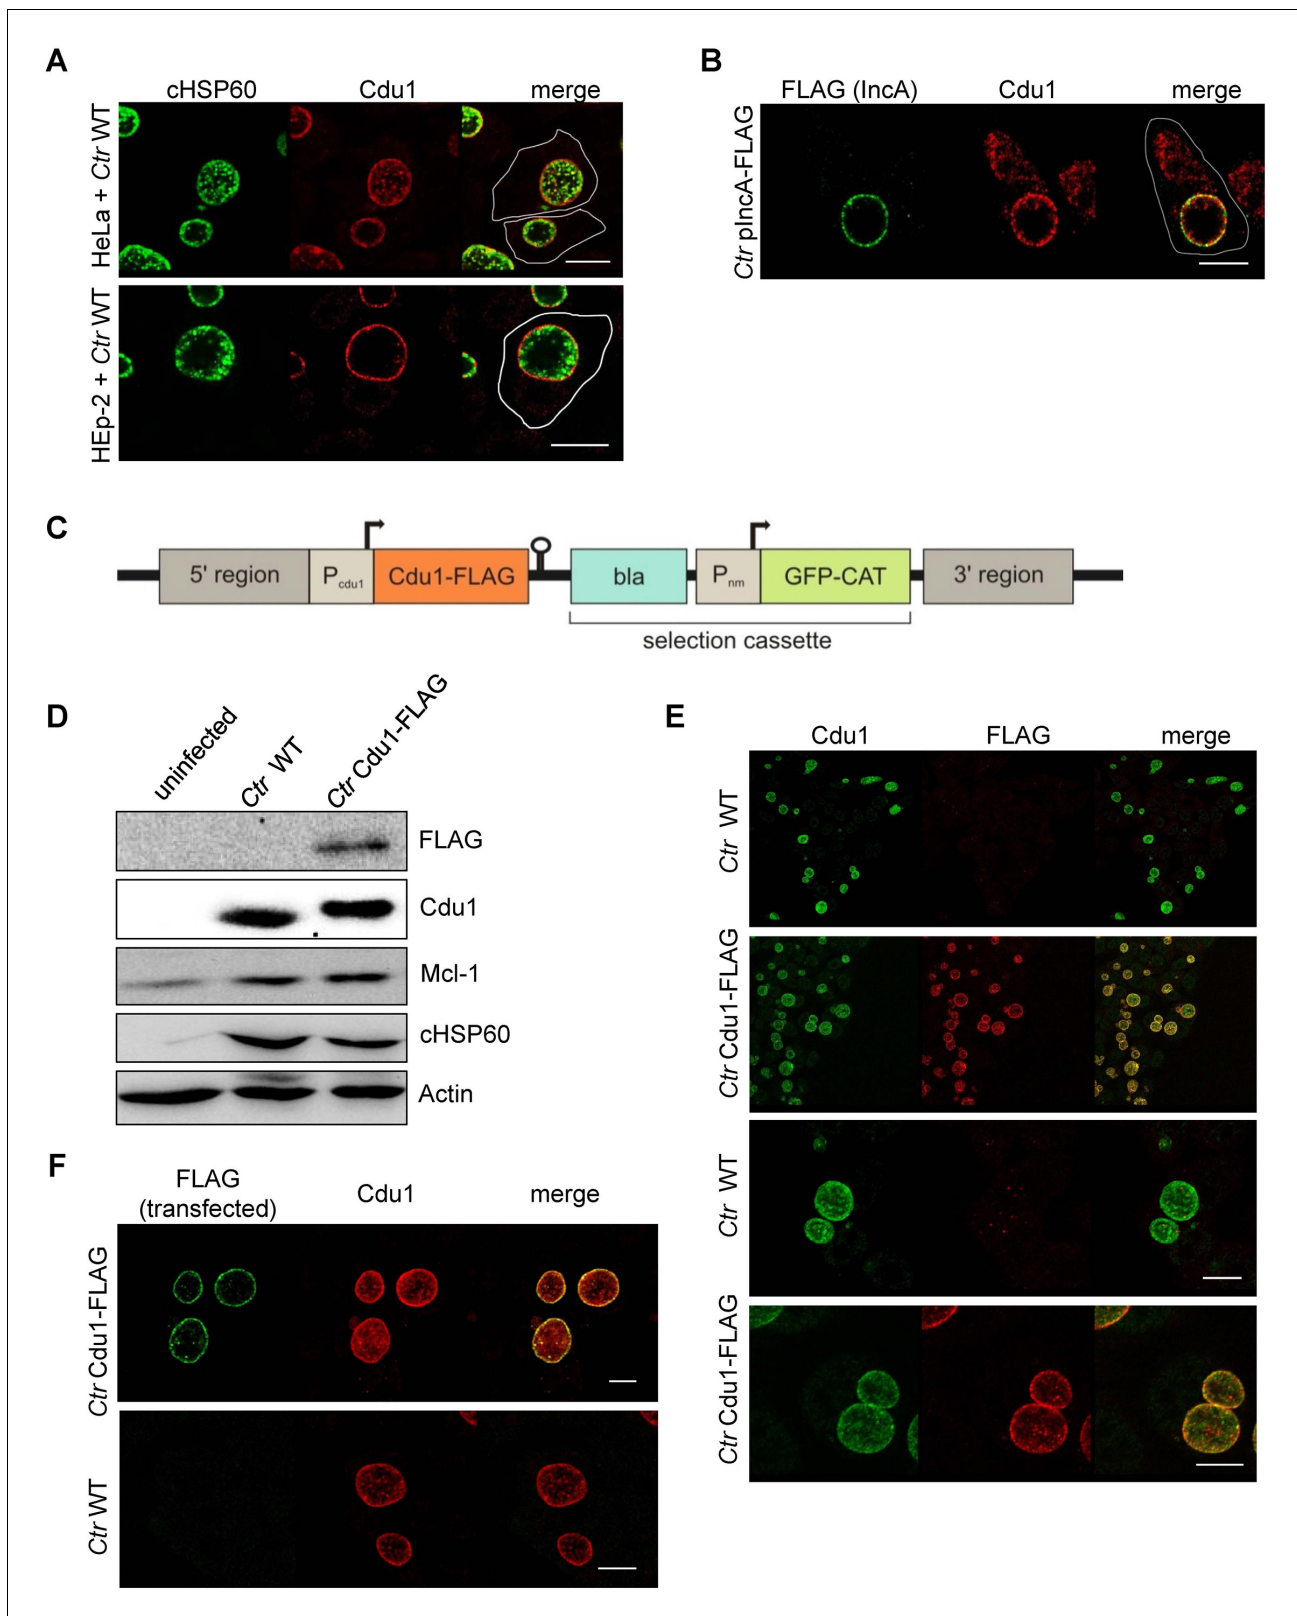 A
cHSP60 Cdu1 merge
HeLa + Ctr WT
HEp-2 + Ctr WT
B
FLAG (IncA) Cdu1 merge
Ctr pIncA-FLAG
C
5' region Pcdu1 Cdu1-FLAG bla Pnm GFP-CAT 3' region
selection cassette
D
uninfected Ctr WT Ctr Cdu1-FLAG
FLAG
Cdu1
Mcl-1
cHSP60
Actin
E
Cdu1 FLAG merge
Ctr WT
Ctr Cdu1-FLAG
Ctr WT
Ctr Cdu1-FLAG
F
FLAG
(transfected) Cdu1 merge
Ctr Cdu1-FLAG
Ctr WT